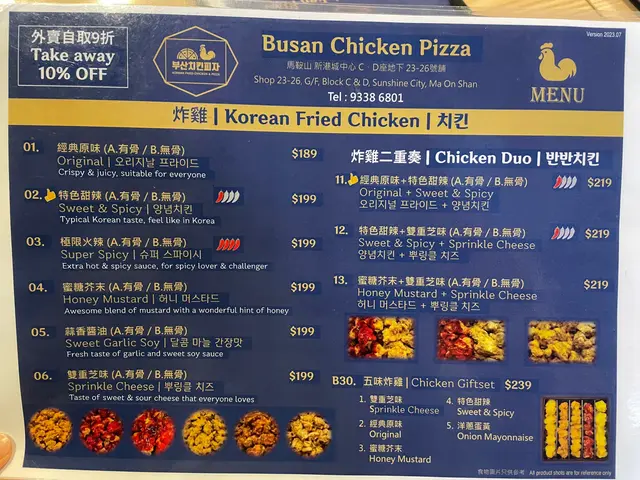 外賣自取9折
Take away
10% OFF
부산치킨피자
KOREAN FRIED CHICKEN & PIZZA
Busan Chicken Pizza
馬鞍山 新港城中心 C‧D座地下 23-26號舖
Shop 23-26, G/F, Block C & D, Sunshine City, Ma On Shan
Tel : 9338 6801
Version 2023.07
MENU
炸雞 | Korean Fried Chicken | 치킨
01. 經典原味 (A.有骨 / B.無骨) $189
Original | 오리지날 프라이드
Crispy & juicy, suitable for everyone
02. 特色甜辣 (A.有骨 / B.無骨) $199
Sweet & Spicy | 양념치킨
Typical Korean taste, feel like in Korea
03. 極限火辣 (A.有骨 / B.無骨) $199
Super Spicy | 슈퍼 스파이시
Extra hot & spicy sauce, for spicy lover & challenger
04. 蜜糖芥末 (A.有骨 / B.無骨) $199
Honey Mustard | 허니 머스타드
Awesome blend of mustard with a wonderful hint of honey
05. 蒜香醬油 (A.有骨 / B.無骨) $199
Sweet Garlic Soy | 달콤 마늘 간장맛
Fresh taste of garlic and sweet soy sauce
06. 雙重芝味 (A.有骨 / B.無骨) $199
Sprinkle Cheese | 뿌링클 치즈
Taste of sweet & sour cheese that everyone loves
炸雞二重奏 | Chicken Duo | 반반치킨
11. 經典原味+特色甜辣 (A.有骨 / B.無骨) $219
Original + Sweet & Spicy
오리지날 프라이드 + 양념치킨
12. 特色甜辣+雙重芝味 (A.有骨 / B.無骨) $219
Sweet & Spicy + Sprinkle Cheese
양념치킨 + 뿌링클 치즈
13. 蜜糖芥末+雙重芝味 (A.有骨 / B.無骨) $219
Honey Mustard + Sprinkle Cheese
허니 머스타드 + 뿌링클 치즈
B30. 五味炸雞 | Chicken Giftset $239
1. 雙重芝味
Sprinkle Cheese
2. 經典原味
Original
3. 蜜糖芥末
Honey Mustard
4. 特色甜辣
Sweet & Spicy
5. 洋蔥蛋黃
Onion Mayonnaise
食物圖片只供參考 All product shots are for reference only